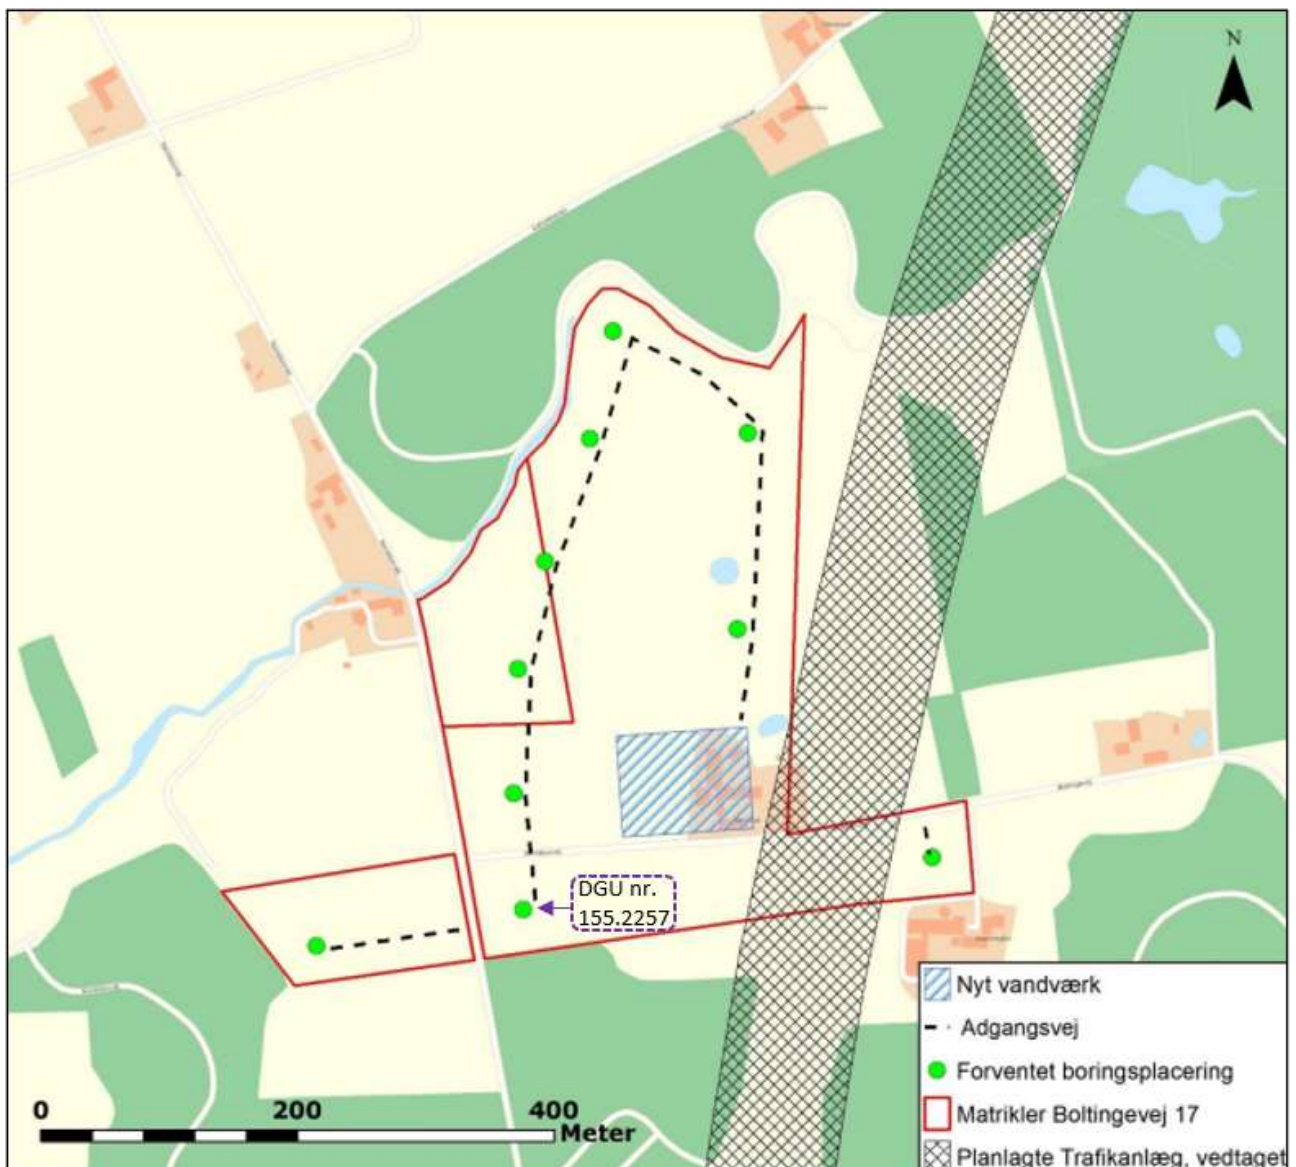 N
DGU nr.
155.2257
Nyt vandværk
Adgangsvej
Forventet boringsplacering
Matrikler Boltingevej 17
Planlagte Trafikanlæg, vedtaget
0 200 400
Meter